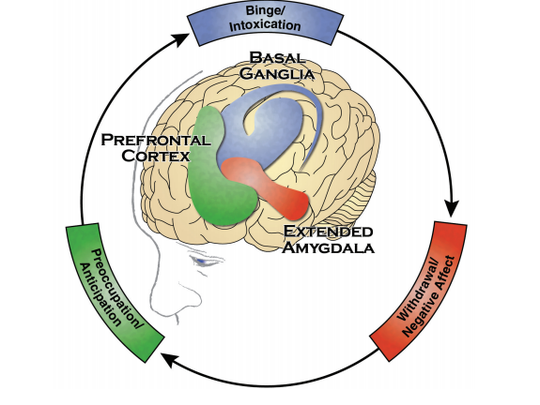 Binge/
Intoxication
BASAL
GANGLIA
PREFRONTAL
CORTEX
EXTENDED
AMYGDALA
Preoccupation/
Anticipation
Withdrawal/
Negative Affect